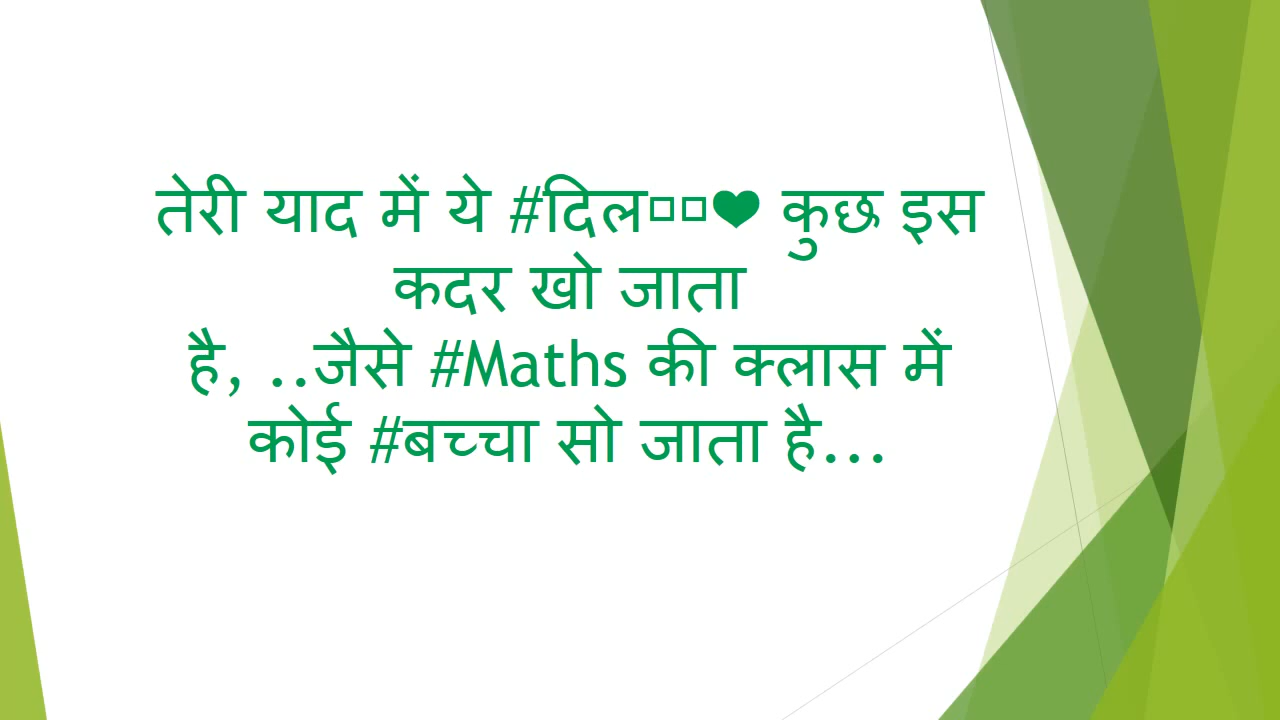 तेरी याद में ये #दिल▫▫❤ कुछ इस
कदर खो जाता
है, ..जैसे #Maths की क्लास में
कोई #बच्चा सो जाता है...